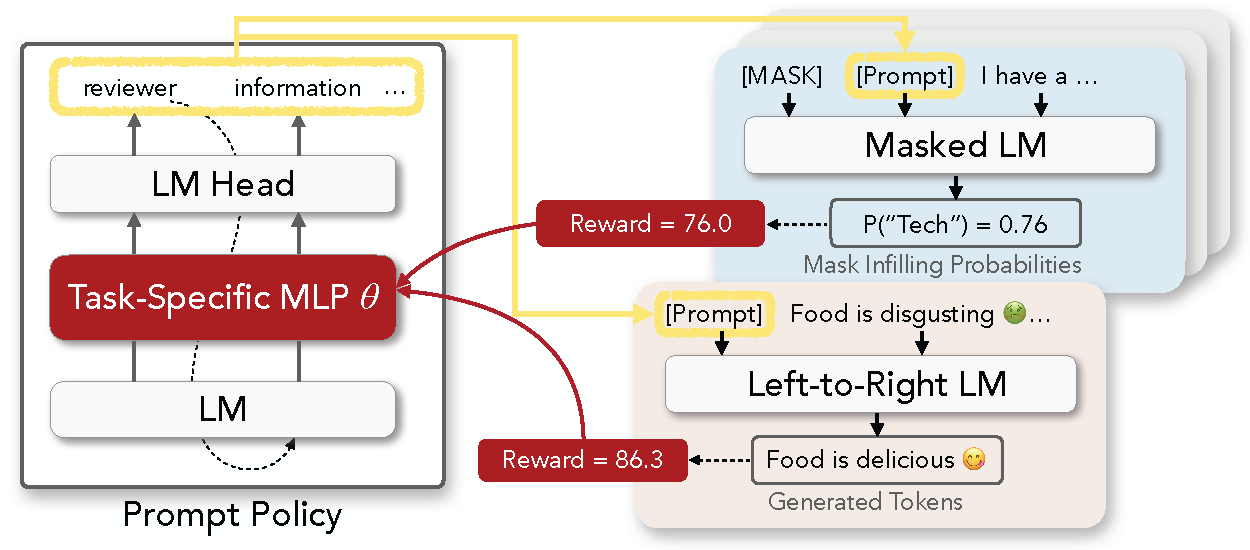 reviewer information ...
LM Head
Task-Specific MLP θ
LM
Prompt Policy
[MASK] [Prompt] I have a ...
Masked LM
P(“Tech”) = 0.76
Mask Infilling Probabilities
Reward = 76.0
[Prompt] Food is disgusting 🤢...
Left-to-Right LM
Food is delicious 😋
Generated Tokens
Reward = 86.3